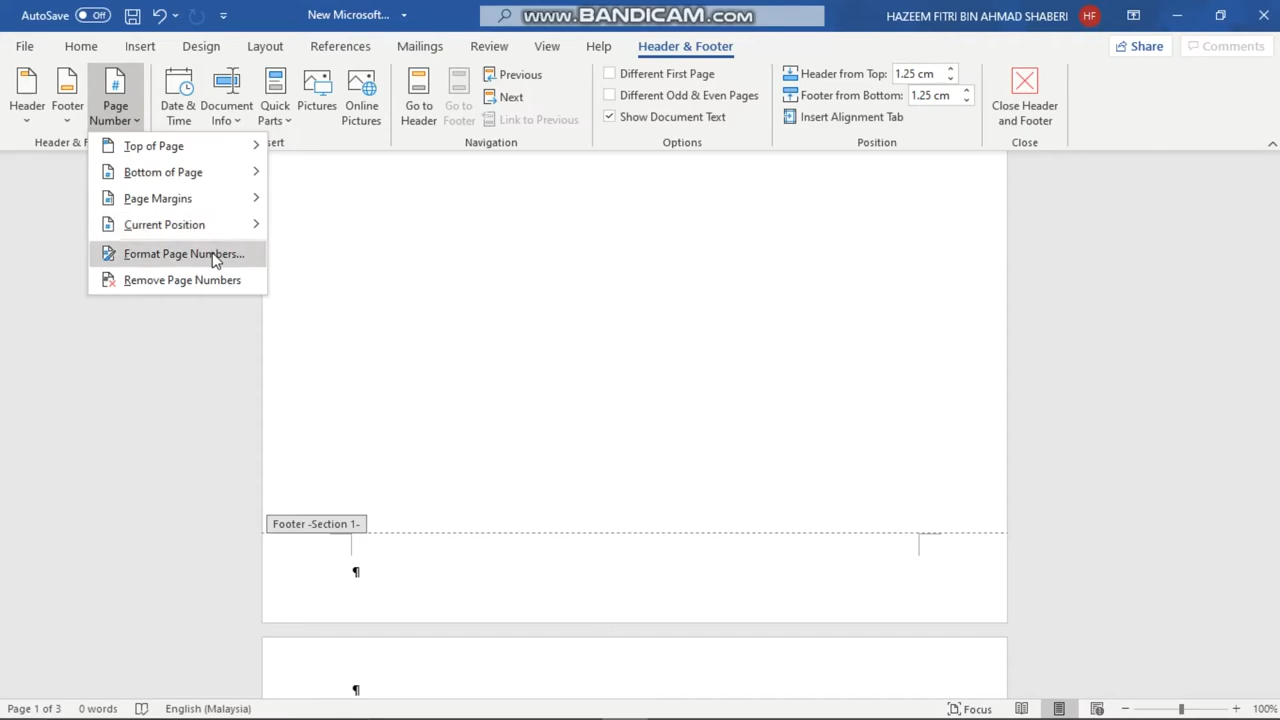 AutoSave Off New Microsoft... www.BANDICAM.com HAZEEM FITRI BIN AHMAD SHABERI HF
File Home Insert Design Layout References Mailings Review View Help Header & Footer Share Comments
Header Footer Page Number
Date & Time Document Info Quick Parts Pictures Online Pictures
Go to Header Go to Footer
Previous
Next
Link to Previous
Different First Page
Different Odd & Even Pages
Show Document Text
Header from Top: 1.25 cm
Footer from Bottom: 1.25 cm
Insert Alignment Tab
Close Header and Footer
Header & F sert Navigation Options Position Close
Top of Page
Bottom of Page
Page Margins
Current Position
Format Page Numbers...
Remove Page Numbers
Footer -Section 1-
¶
¶
Page 1 of 3 0 words English (Malaysia) Focus 100%